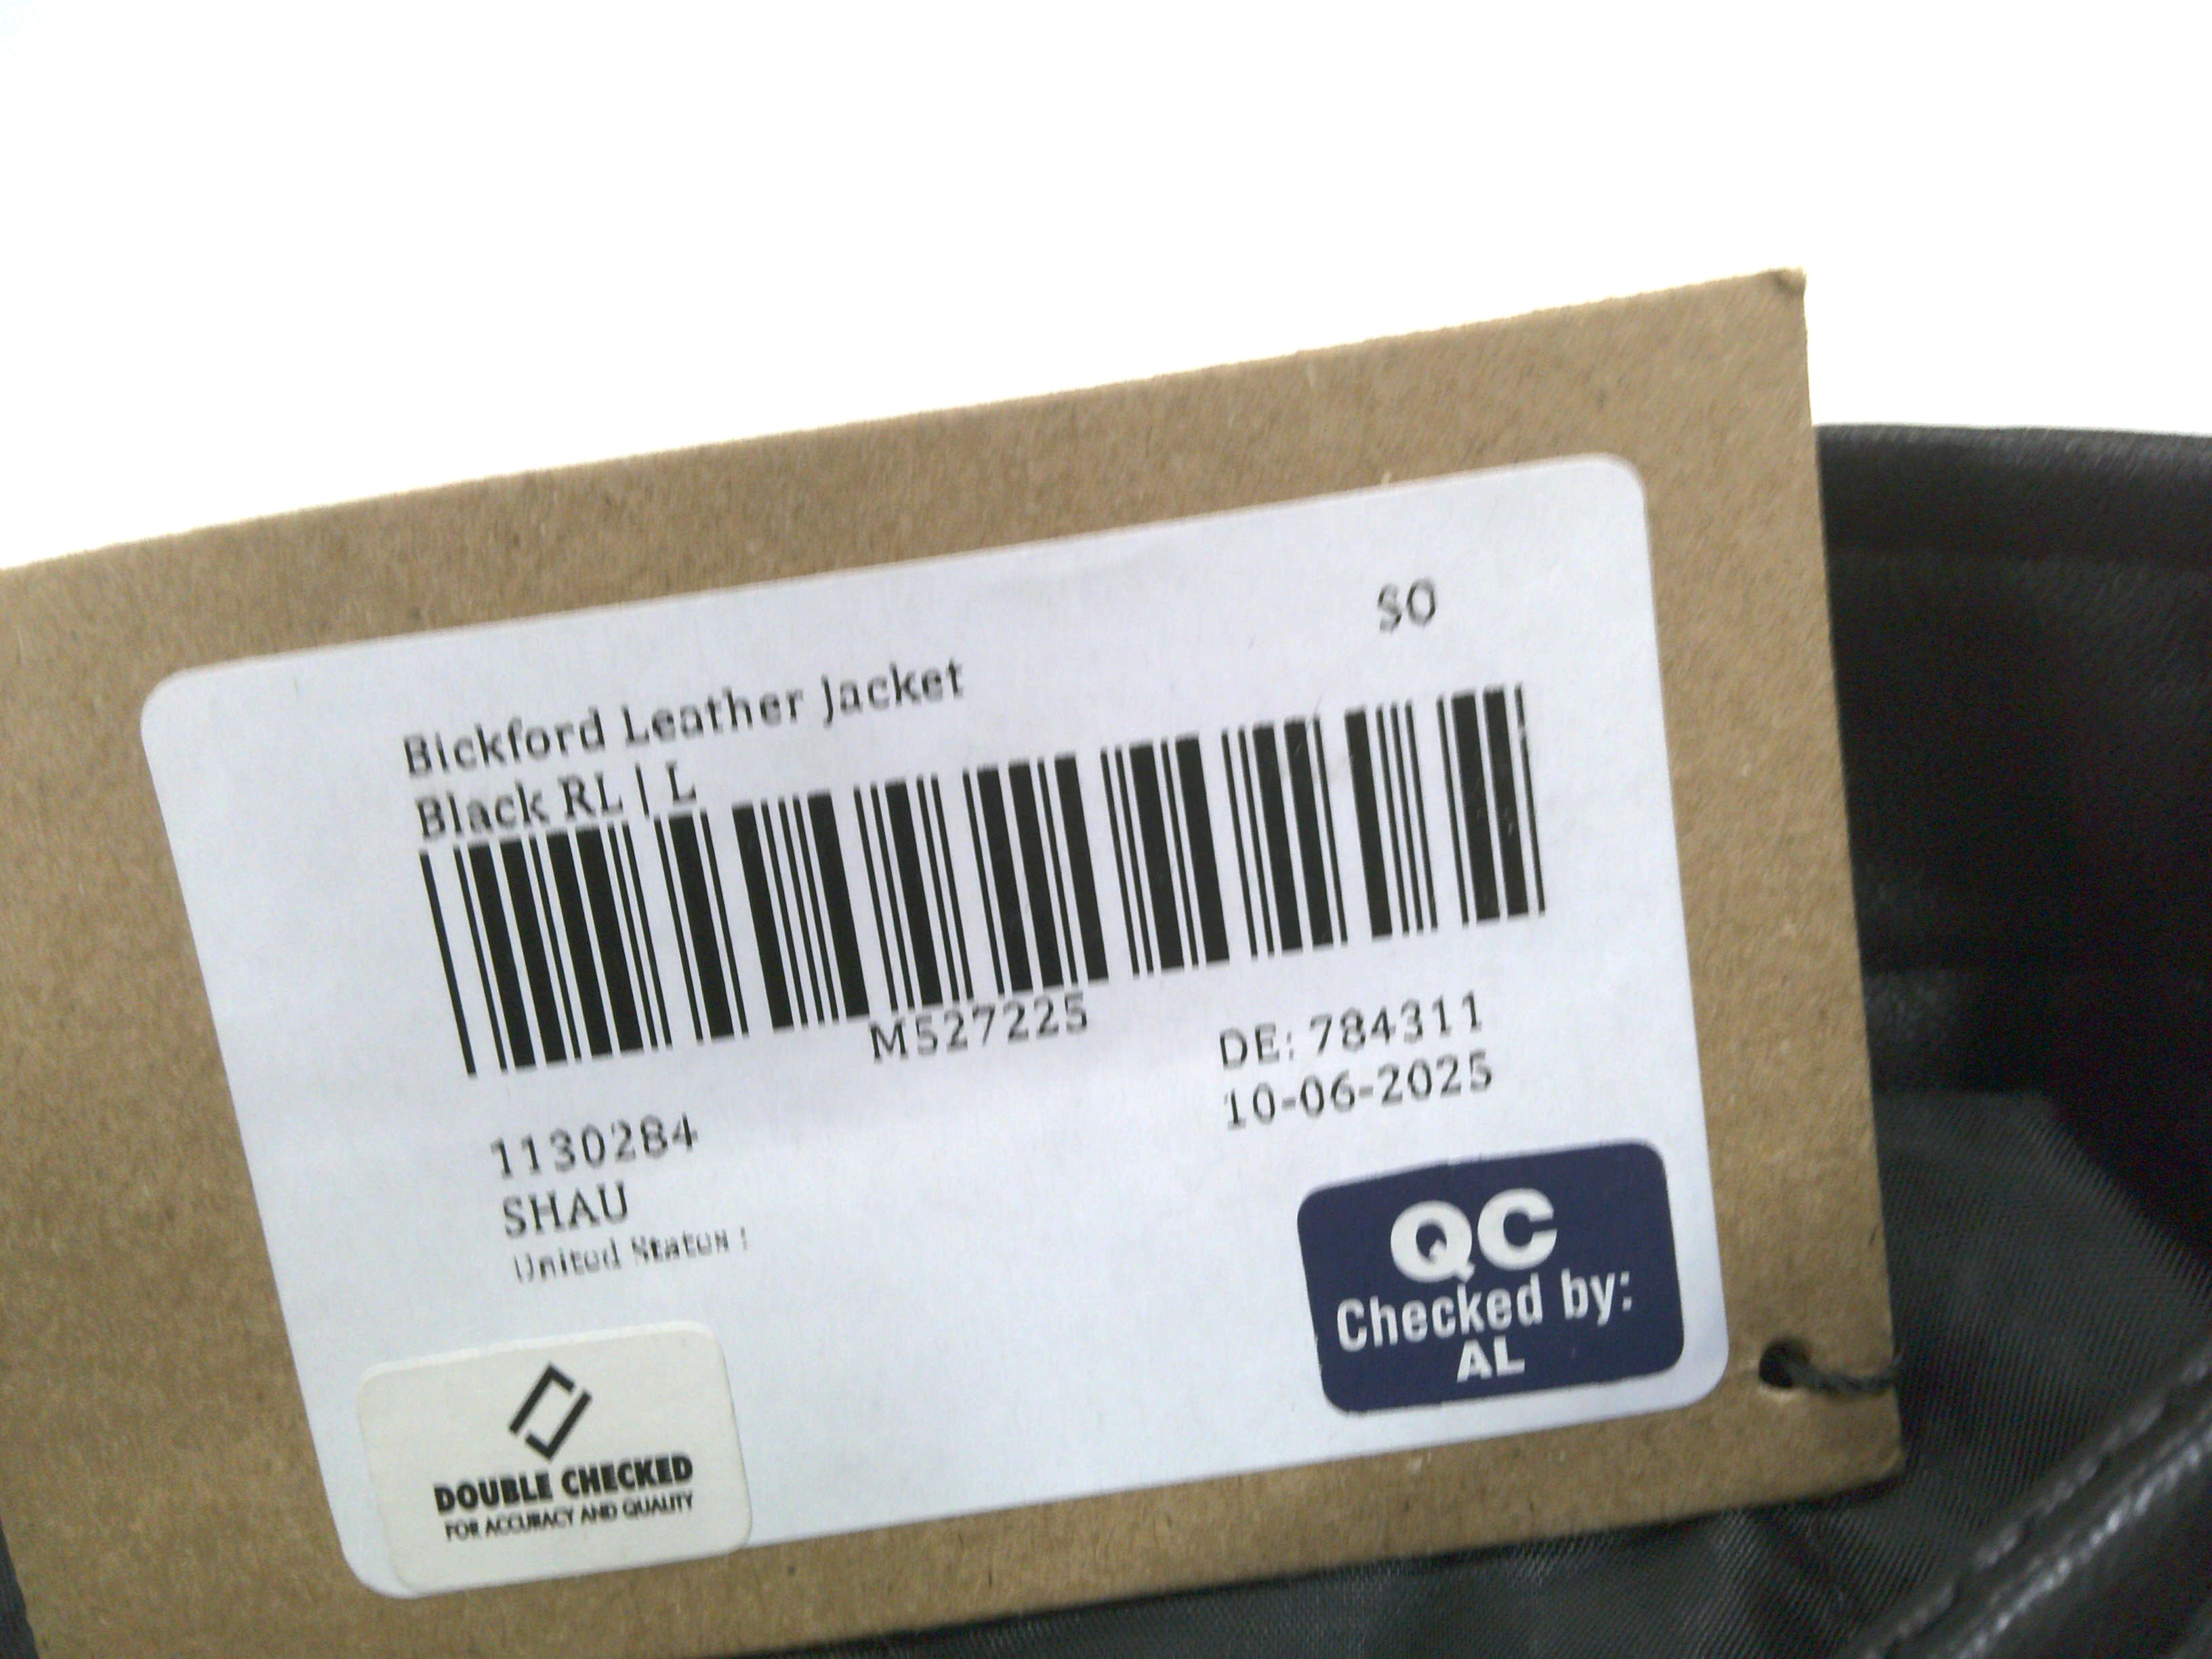 SO
Bickford Leather Jacket
Black RL | L
M527225
DE: 784311
10-06-2025
1130284
SHAU
United States
QC
Checked by:
AL
DOUBLE CHECKED
FOR ACCURACY AND QUALITY